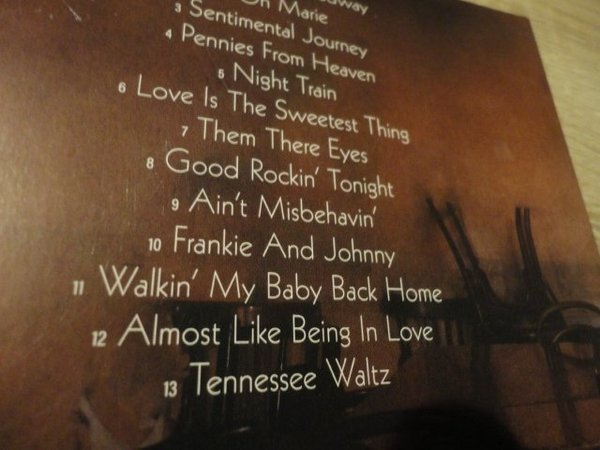 Marie
3 Sentimental Journey
4 Pennies From Heaven
5 Night Train
6 Love Is The Sweetest Thing
7 Them There Eyes
8 Good Rockin' Tonight
9 Ain't Misbehavin'
10 Frankie And Johnny
11 Walkin' My Baby Back Home
12 Almost Like Being In Love
13 Tennessee Waltz